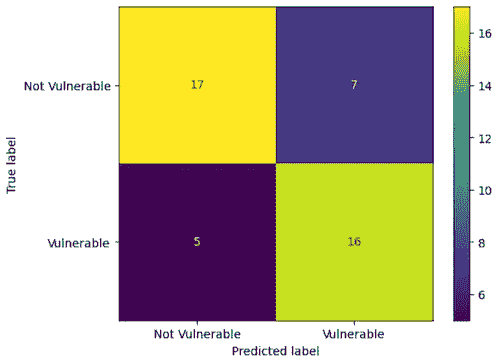 Not Vulnerable
17
7
True label
Vulnerable
5
16
Not Vulnerable
Vulnerable
Predicted label
16
14
12
10
8
6